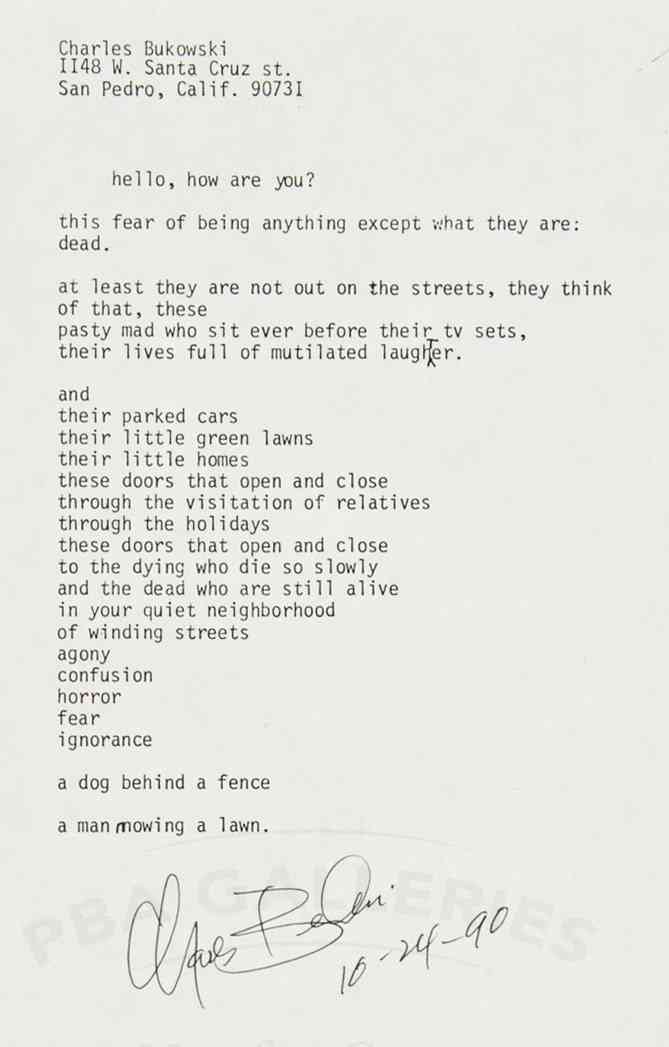 Charles Bukowski
II48 W. Santa Cruz st.
San Pedro, Calif. 9073I
hello, how are you?
this fear of being anything except what they are:
dead.
at least they are not out on the streets, they think
of that, these
pasty mad who sit ever before their tv sets,
their lives full of mutilated laughter.
and
their parked cars
their little green lawns
their little homes
these doors that open and close
through the visitation of relatives
through the holidays
these doors that open and close
to the dying who die so slowly
and the dead who are still alive
in your quiet neighborhood
of winding streets
agony
confusion
horror
fear
ignorance
a dog behind a fence
a man mowing a lawn.
Charles Bukowski
10-24-90
PBA GALLERIES